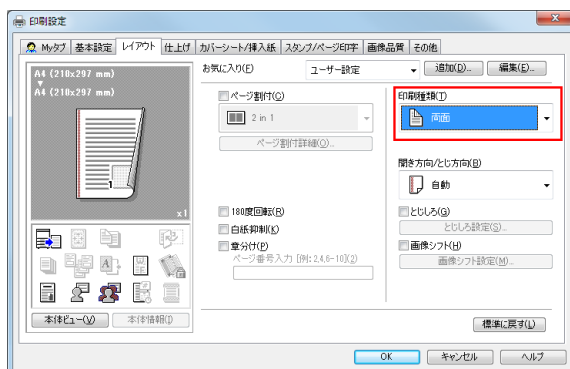 印刷設定
Myタブ 基本設定 レイアウト 仕上げ カバーシート/挿入紙 スタンプ/ページ印字 画像品質 その他
A4 (210x297 mm)
A4 (210x297 mm)
1
x1
本体ビュー(V) 本体情報(I)
お気に入り(F) ユーザー設定 追加(D)... 編集(E)...
ページ割付(C)
2 in 1
ページ割付詳細(O)...
180度回転(R)
白紙抑制(K)
章分け(P)
ページ番号入力 [例: 2,4,6-10](2)
印刷種類(T)
両面
開き方向/とじ方向(B)
自動
とじしろ(G)
とじしろ設定(S)...
画像シフト(H)
画像シフト設定(M)...
標準に戻す(L)
OK キャンセル ヘルプ